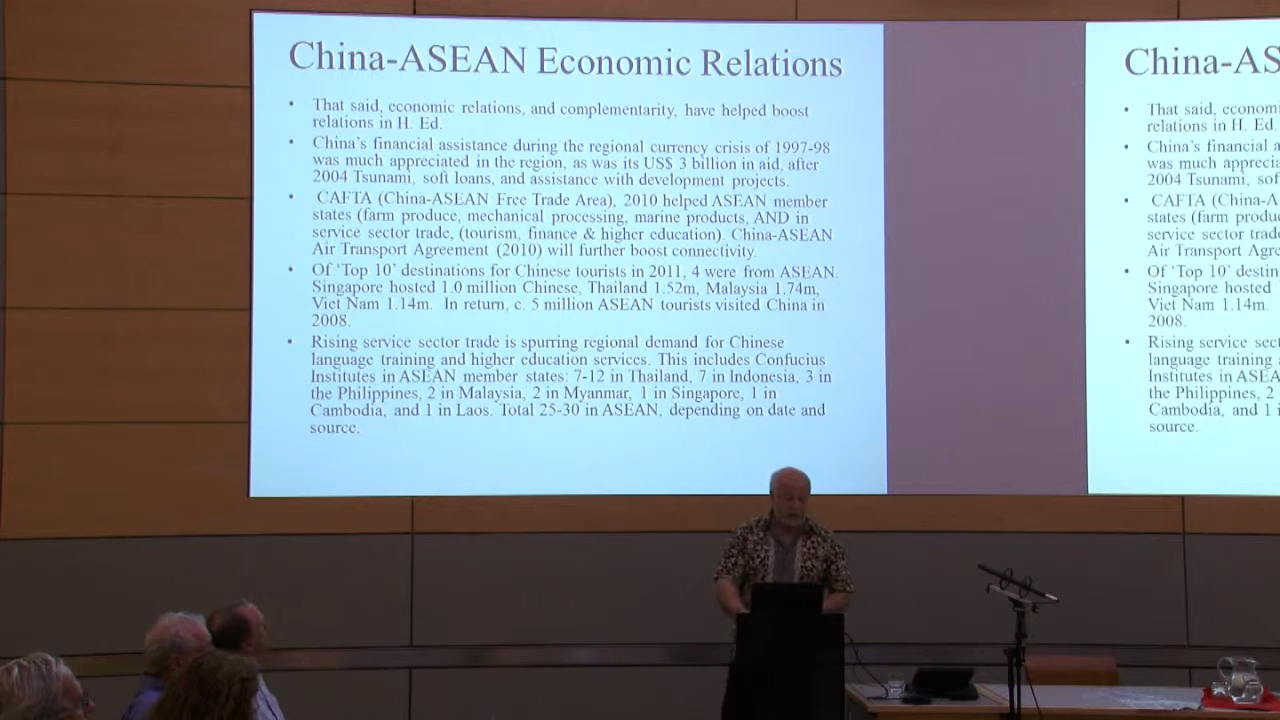 China-ASEAN Economic Relations
• That said, economic relations, and complementarity, have helped boost
relations in H. Ed.
• China's financial assistance during the regional currency crisis of 1997-98
was much appreciated in the region, as was its US$ 3 billion in aid, after
2004 Tsunami, soft loans, and assistance with development projects.
• CAFTA (China-ASEAN Free Trade Area), 2010 helped ASEAN member
states (farm produce, mechanical processing, marine products, AND in
service sector trade, (tourism, finance & higher education). China-ASEAN
Air Transport Agreement (2010) will further boost connectivity.
• Of 'Top 10' destinations for Chinese tourists in 2011, 4 were from ASEAN.
Singapore hosted 1.0 million Chinese, Thailand 1.52m, Malaysia 1.74m,
Viet Nam 1.14m. In return, c. 5 million ASEAN tourists visited China in
2008.
• Rising service sector trade is spurring regional demand for Chinese
language training and higher education services. This includes Confucius
Institutes in ASEAN member states: 7-12 in Thailand, 7 in Indonesia, 3 in
the Philippines, 2 in Malaysia, 2 in Myanmar, 1 in Singapore, 1 in
Cambodia, and 1 in Laos. Total 25-30 in ASEAN, depending on date and
source.
China-AS
• That said, econom
relations in H. Ed.
• China's financial a
was much apprecia
2004 Tsunami, sof
• CAFTA (China-A
states (farm produ
service sector trade
Air Transport Agre
• Of 'Top 10' destin
Singapore hosted
Viet Nam 1.14m.
2008.
• Rising service sect
language training
Institutes in ASEA
the Philippines, 2
Cambodia, and 1 i
source.